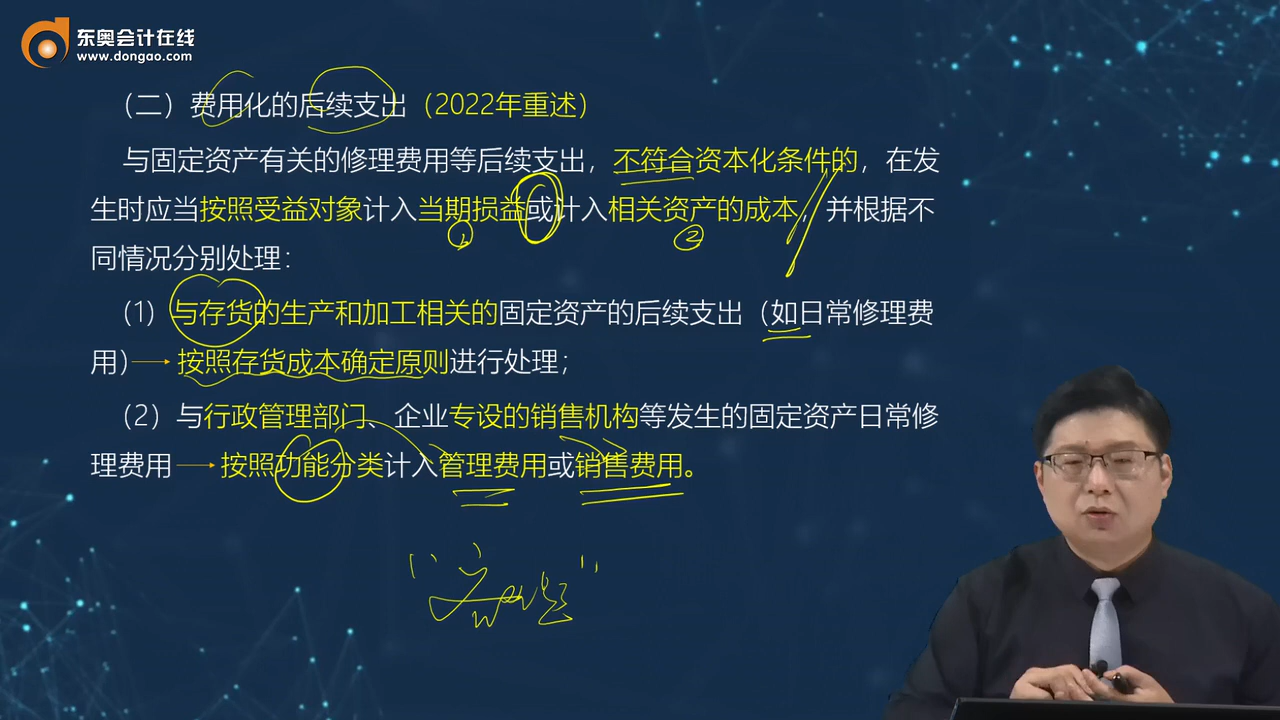 东奥会计在线
www.dongao.com
（二）费用化的后续支出（2022年重述）
与固定资产有关的修理费用等后续支出，不符合资本化条件的，在发
生时应当按照受益对象计入当期损益或计入相关资产的成本，并根据不
同情况分别处理：
①
②
（1）与存货的生产和加工相关的固定资产的后续支出（如日常修理费
用）→按照存货成本确定原则进行处理；
（2）与行政管理部门、企业专设的销售机构等发生的固定资产日常修
理费用→按照功能分类计入管理费用或销售费用。